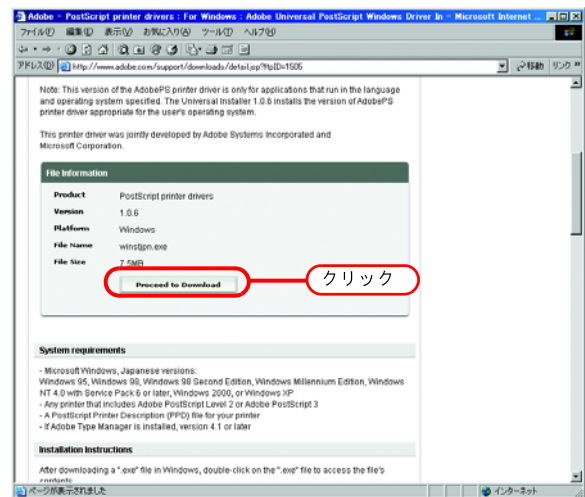 Adobe - PostScript printer drivers : For Windows : Adobe Universal PostScript Windows Driver In - Microsoft Internet ...
ファイル(F) 編集(E) 表示(V) お気に入り(A) ツール(T) ヘルプ(H)
アドレス(D) http://www.adobe.com/support/downloads/detail.jsp?ftpID=1505 移動 リンク »
Note: This version of the AdobePS printer driver is only for applications that run in the language
and operating system specified. The Universal Installer 1.0.6 installs the version of AdobePS
printer driver appropriate for the user's operating system.
This printer driver was jointly developed by Adobe Systems Incorporated and
Microsoft Corporation.
File Information
Product PostScript printer drivers
Version 1.0.6
Platform Windows
File Name winstjpn.exe
File Size 7.5MB
Proceed to Download クリック
System requirements
- Microsoft Windows, Japanese versions:
Windows 95, Windows 98, Windows 98 Second Edition, Windows Millennium Edition, Windows
NT 4.0 with Service Pack 6 or later, Windows 2000, or Windows XP
- Any printer that includes Adobe PostScript Level 2 or Adobe PostScript 3
- A PostScript Printer Description (PPD) file for your printer
- If Adobe Type Manager is installed, version 4.1 or later
Installation Instructions
After downloading a ".exe" file in Windows, double-click on the ".exe" file to access the file's
contents
ページが表示されました インターネット